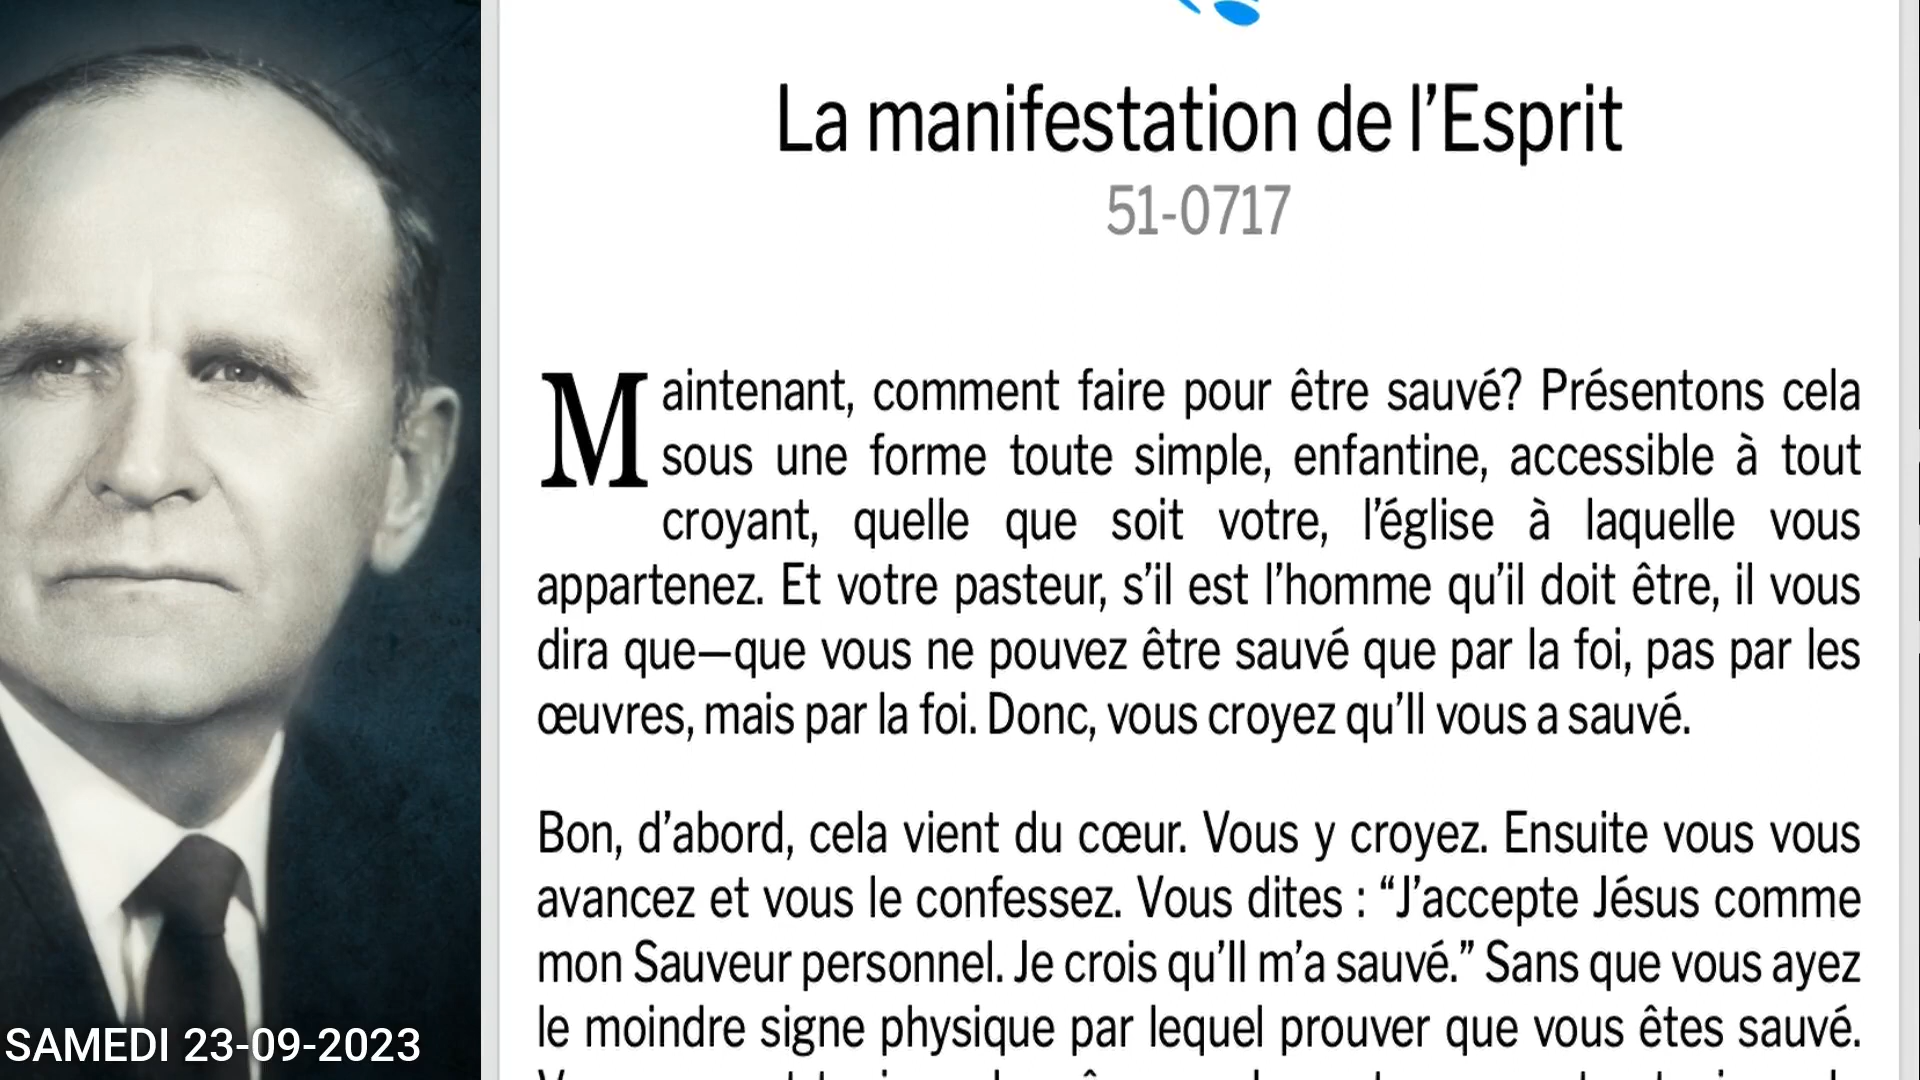 La manifestation de l’Esprit
51-0717
Maintenant, comment faire pour être sauvé? Présentons cela
sous une forme toute simple, enfantine, accessible à tout
croyant, quelle que soit votre, l’église à laquelle vous
appartenez. Et votre pasteur, s’il est l’homme qu’il doit être, il vous
dira que—que vous ne pouvez être sauvé que par la foi, pas par les
œuvres, mais par la foi. Donc, vous croyez qu’Il vous a sauvé.
Bon, d’abord, cela vient du cœur. Vous y croyez. Ensuite vous vous
avancez et vous le confessez. Vous dites : “J’accepte Jésus comme
mon Sauveur personnel. Je crois qu’Il m’a sauvé.” Sans que vous ayez
le moindre signe physique par lequel prouver que vous êtes sauvé.
SAMEDI 23-09-2023